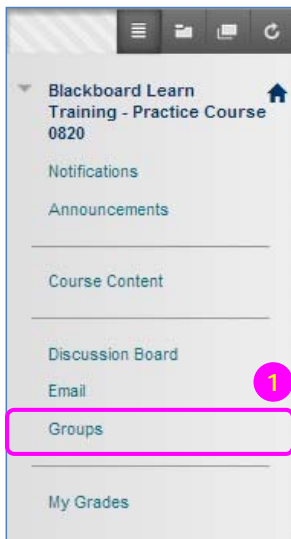 Blackboard Learn
Training - Practice Course
0820
Notifications
Announcements
Course Content
Discussion Board
Email
1
Groups
My Grades